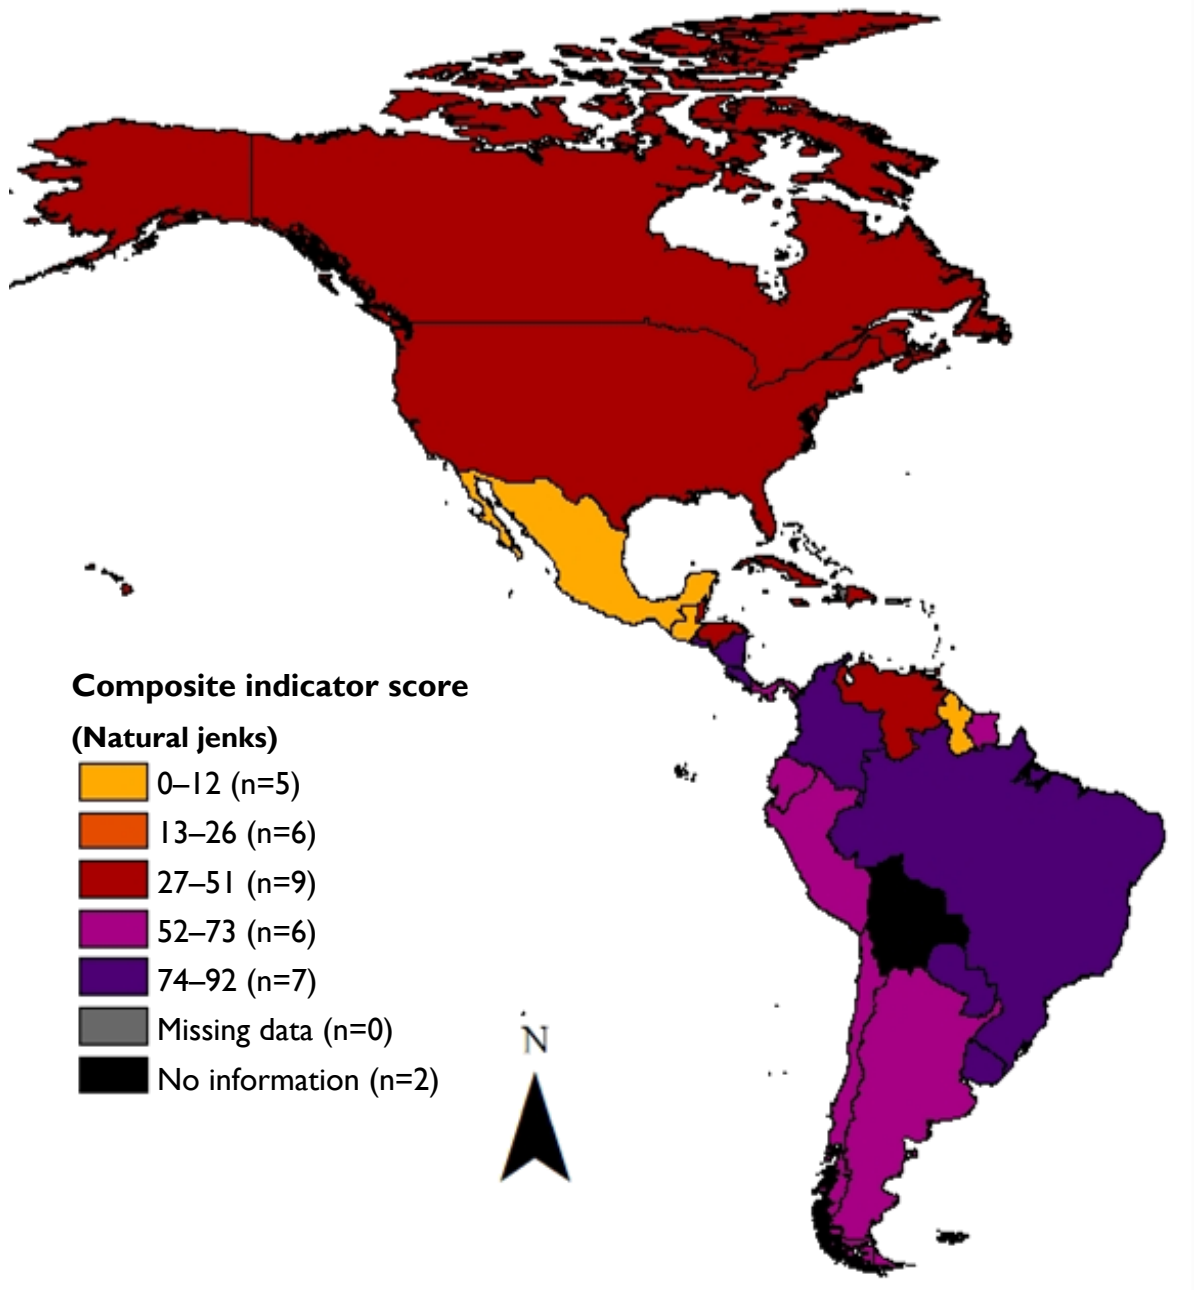 Composite indicator score
(Natural jenks)
0–12 (n=5)
13–26 (n=6)
27–51 (n=9)
52–73 (n=6)
74–92 (n=7)
Missing data (n=0)
No information (n=2)
N